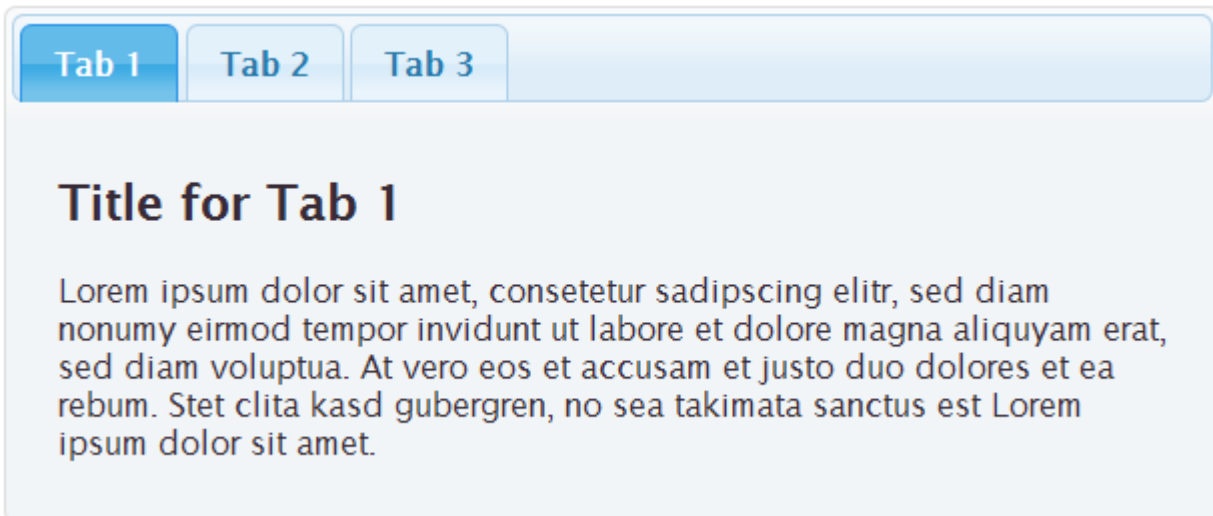 Tab 1 Tab 2 Tab 3
Title for Tab 1
Lorem ipsum dolor sit amet, consetetur sadipscing elitr, sed diam
nonumy eirmod tempor invidunt ut labore et dolore magna aliquyam erat,
sed diam voluptua. At vero eos et accusam et justo duo dolores et ea
rebum. Stet clita kasd gubergren, no sea takimata sanctus est Lorem
ipsum dolor sit amet.